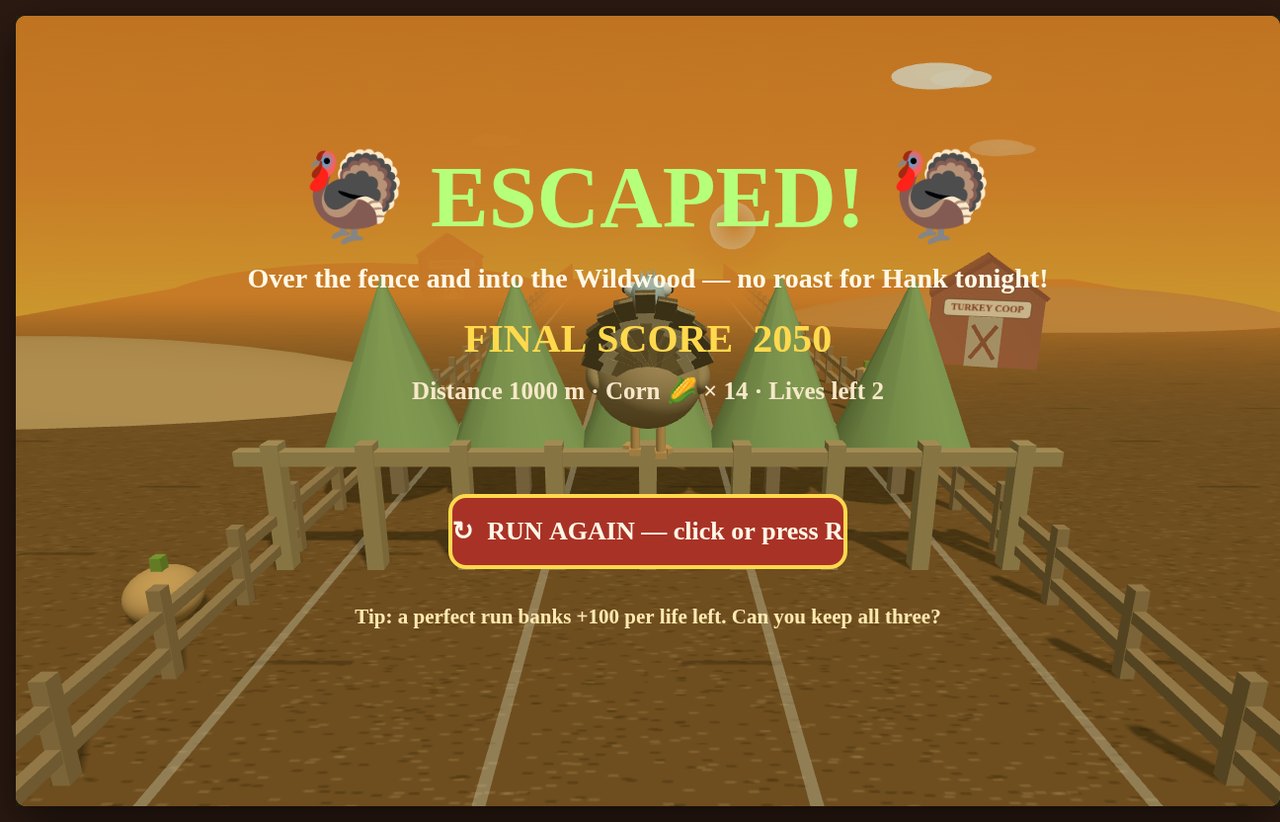 ESCAPED!
Over the fence and into the Wildwood — no roast for Hank tonight!
TURKEY COOP
FINAL SCORE 2050
Distance 1000 m · Corn 🌽 × 14 · Lives left 2
↻ RUN AGAIN — click or press R
Tip: a perfect run banks +100 per life left. Can you keep all three?